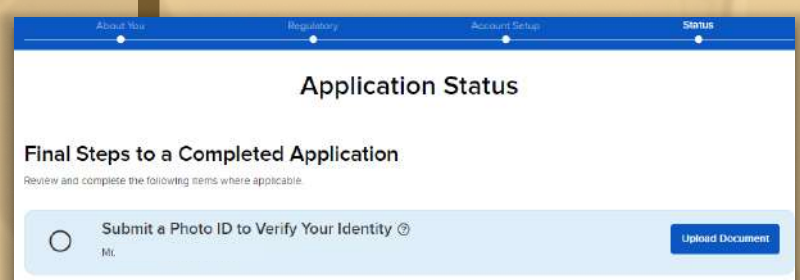 About You
Regulatory
Account Setup
Status
Application Status
Final Steps to a Completed Application
Review and complete the following items where applicable.
Submit a Photo ID to Verify Your Identity
Mr.
Upload Document